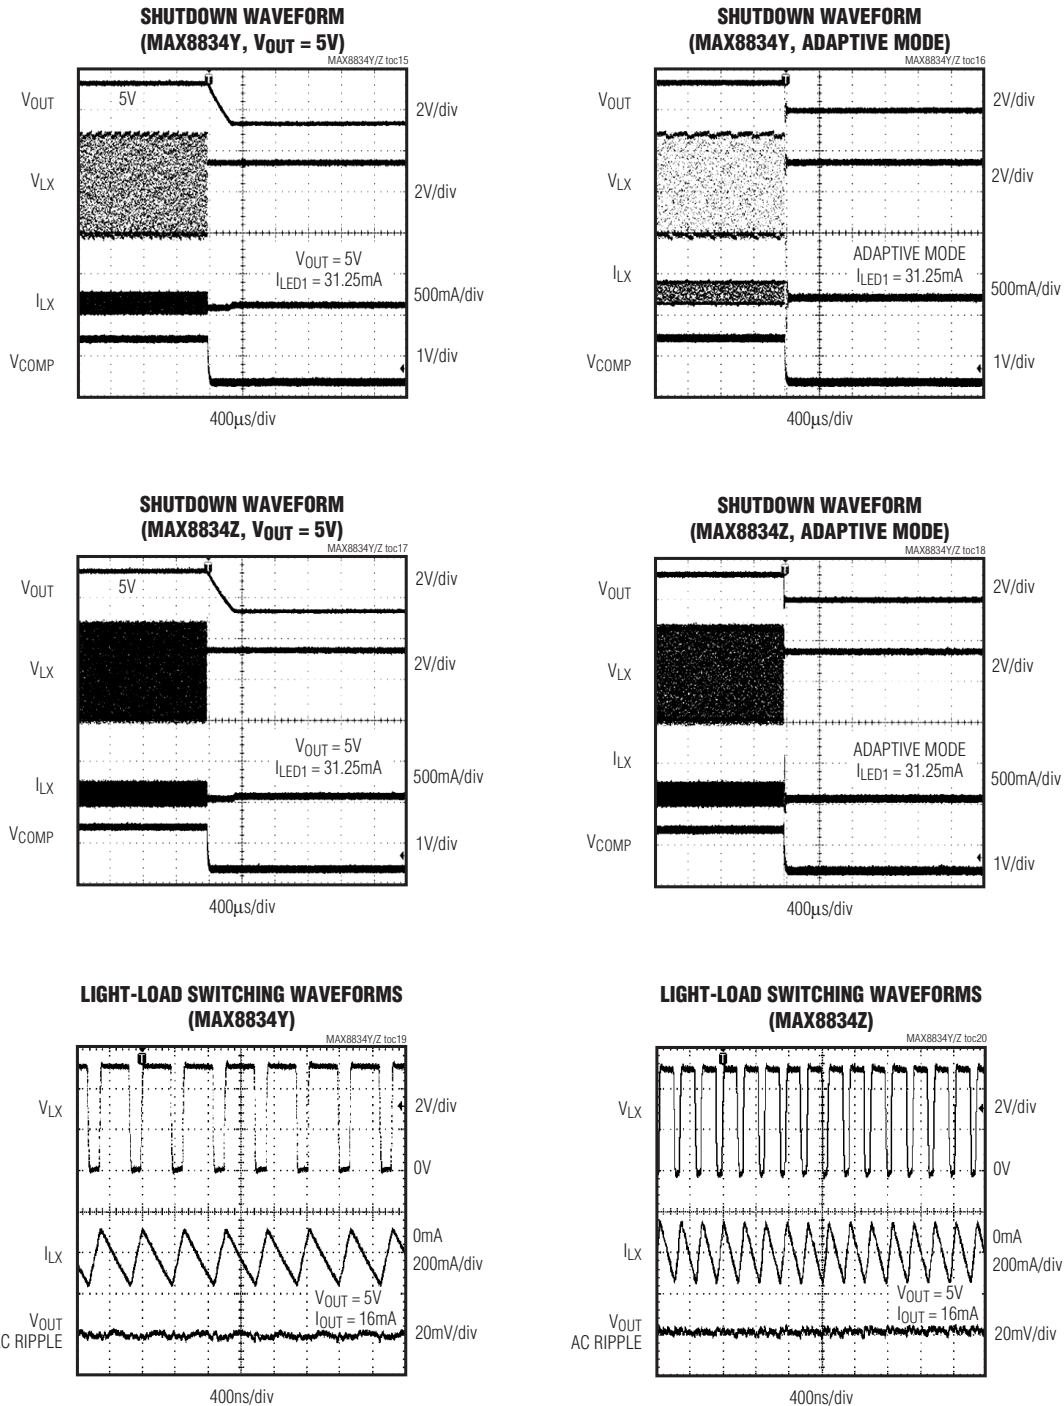 SHUTDOWN WAVEFORM
(MAX8834Y, VOUT = 5V)
MAX8834Y/Z toc15
VOUT
5V
2V/div
VLX
2V/div
VOUT = 5V
ILED1 = 31.25mA
ILX
500mA/div
VCOMP
1V/div
400µs/div
SHUTDOWN WAVEFORM
(MAX8834Y, ADAPTIVE MODE)
MAX8834Y/Z toc16
VOUT
2V/div
VLX
2V/div
ADAPTIVE MODE
ILED1 = 31.25mA
ILX
500mA/div
VCOMP
1V/div
400µs/div
SHUTDOWN WAVEFORM
(MAX8834Z, VOUT = 5V)
MAX8834Y/Z toc17
VOUT
5V
2V/div
VLX
2V/div
VOUT = 5V
ILED1 = 31.25mA
ILX
500mA/div
VCOMP
1V/div
400µs/div
SHUTDOWN WAVEFORM
(MAX8834Z, ADAPTIVE MODE)
MAX8834Y/Z toc18
VOUT
2V/div
VLX
2V/div
ADAPTIVE MODE
ILED1 = 31.25mA
ILX
500mA/div
VCOMP
1V/div
400µs/div
LIGHT-LOAD SWITCHING WAVEFORMS
(MAX8834Y)
MAX8834Y/Z toc19
VLX
2V/div
0V
0mA
ILX
200mA/div
VOUT = 5V
IOUT = 16mA
VOUT
C RIPPLE
20mV/div
400ns/div
LIGHT-LOAD SWITCHING WAVEFORMS
(MAX8834Z)
MAX8834Y/Z toc20
VLX
2V/div
0V
0mA
ILX
200mA/div
VOUT = 5V
IOUT = 16mA
VOUT
AC RIPPLE
20mV/div
400ns/div